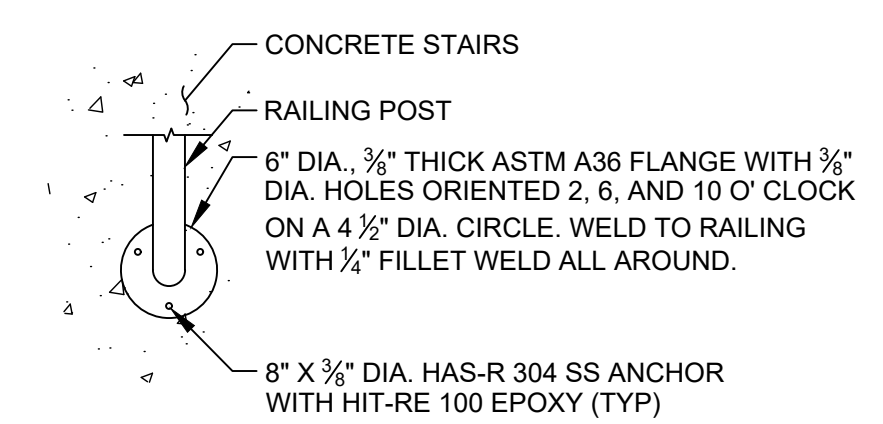 CONCRETE STAIRS
RAILING POST
6" DIA., ⅜" THICK ASTM A36 FLANGE WITH ⅜"
DIA. HOLES ORIENTED 2, 6, AND 10 O' CLOCK
ON A 4 ½" DIA. CIRCLE. WELD TO RAILING
WITH ¼" FILLET WELD ALL AROUND.
8" X ⅜" DIA. HAS-R 304 SS ANCHOR
WITH HIT-RE 100 EPOXY (TYP)